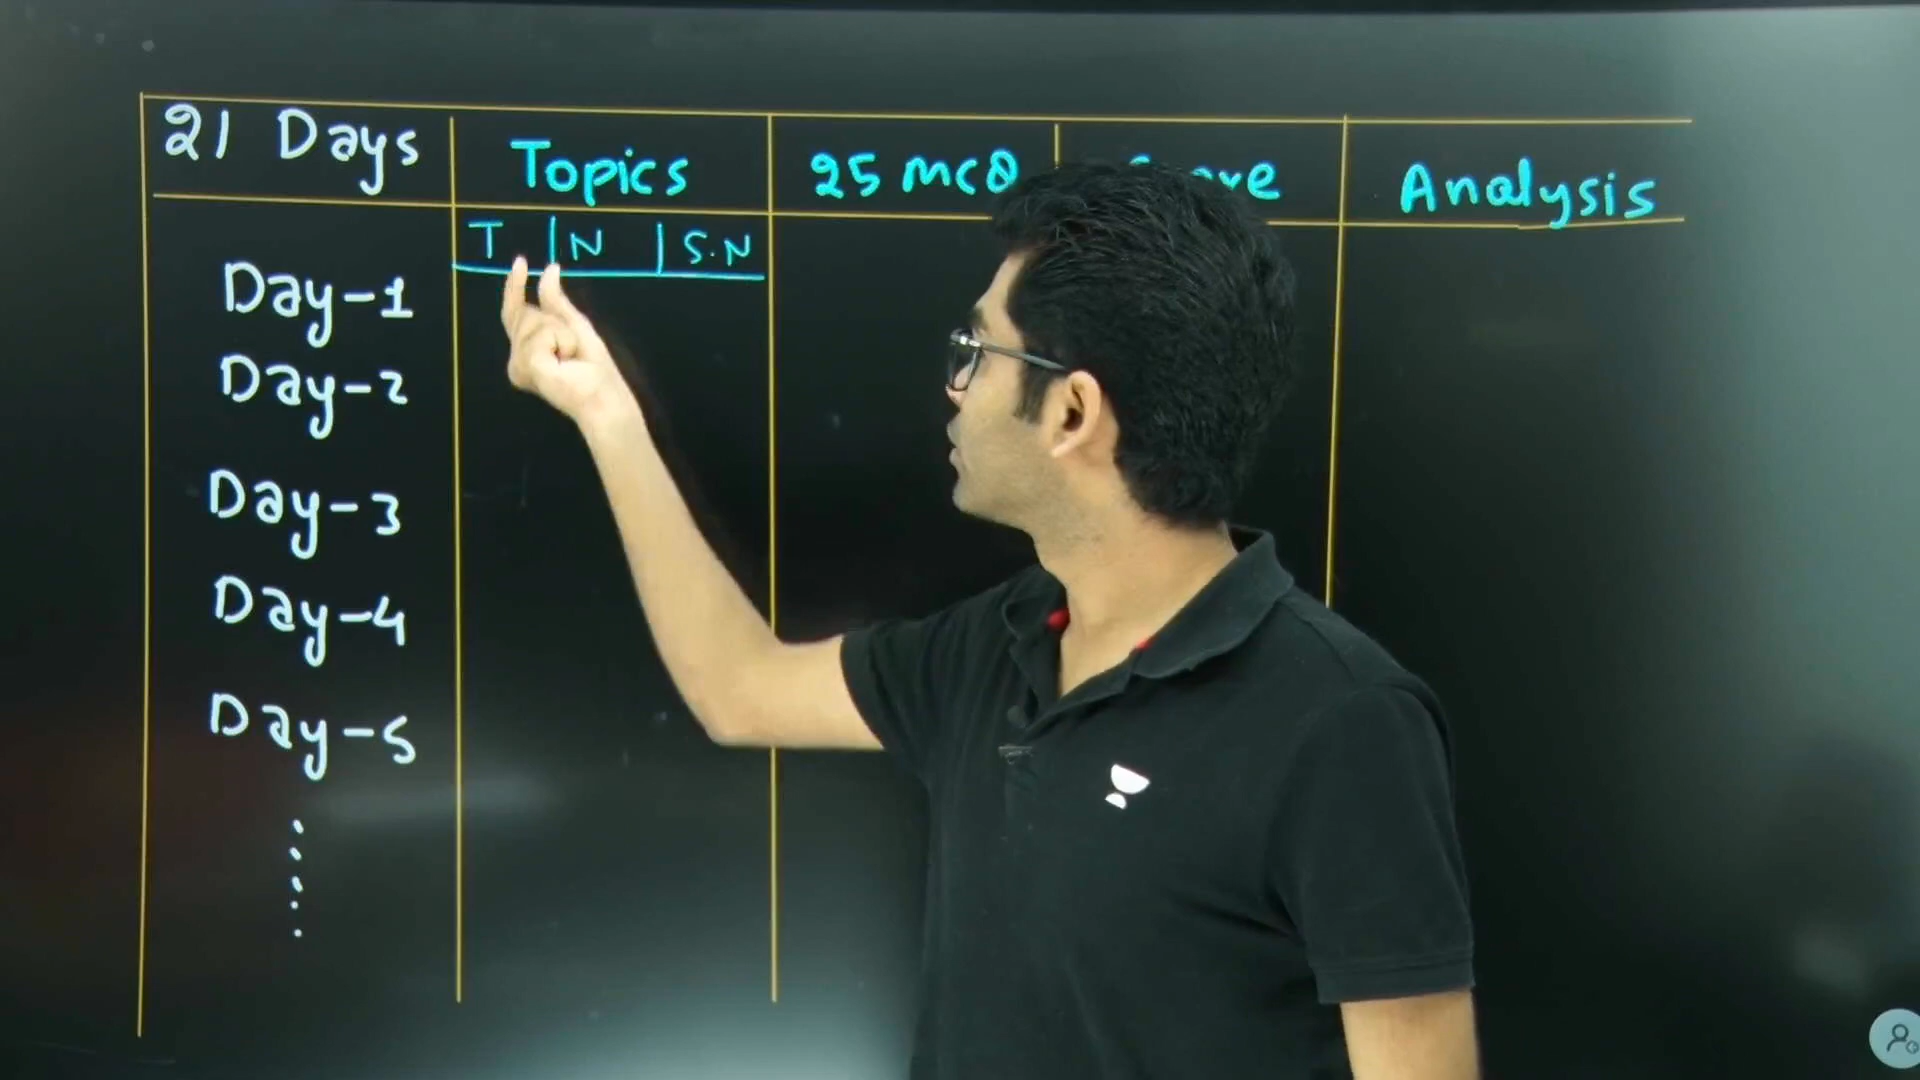 21 Days
Topics
25 MCQ
Analysis
T N S.N
Day-1
Day-2
Day-3
Day-4
Day-5